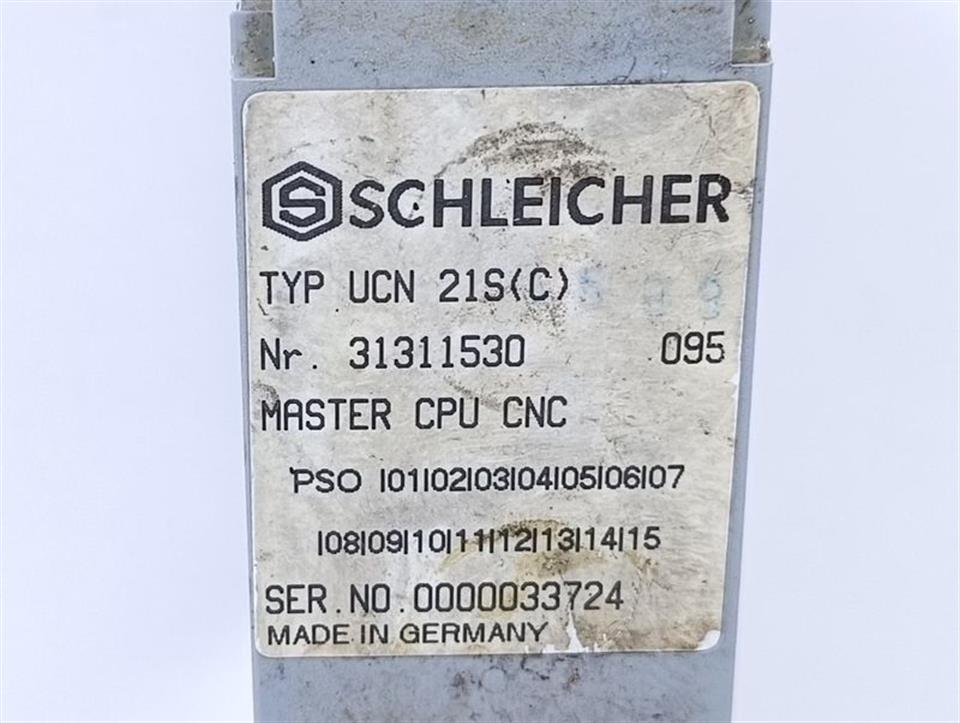 SCHLEICHER
TYP UCN 21S(C)
Nr. 31311530 095
MASTER CPU CNC
PSO |01|02|03|04|05|06|07
|08|09|10|11|12|13|14|15
SER.NO.0000033724
MADE IN GERMANY